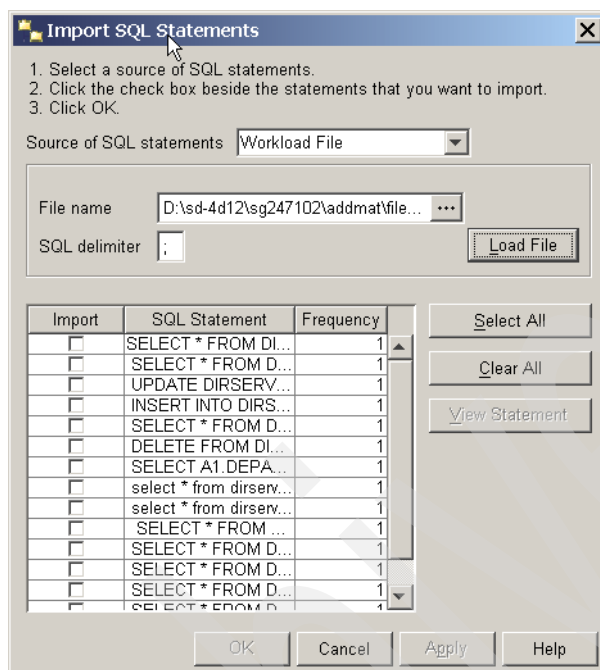 Import SQL Statements
1. Select a source of SQL statements.
2. Click the check box beside the statements that you want to import.
3. Click OK.
Source of SQL statements Workload File
File name D:\sd-4d12\sg247102\addmat\file... ...
SQL delimiter ; Load File
Import SQL Statement Frequency Select All
SELECT * FROM DI... 1
SELECT * FROM D... 1
UPDATE DIRSERV... 1 Clear All
INSERT INTO DIRS... 1
SELECT * FROM D... 1 View Statement
DELETE FROM DI... 1
SELECT A1.DEPA... 1
select * from dirserv... 1
select * from dirserv... 1
SELECT * FROM ... 1
SELECT * FROM D... 1
SELECT * FROM D... 1
SELECT * FROM D... 1
SELECT * FROM D... 1
OK Cancel Apply Help